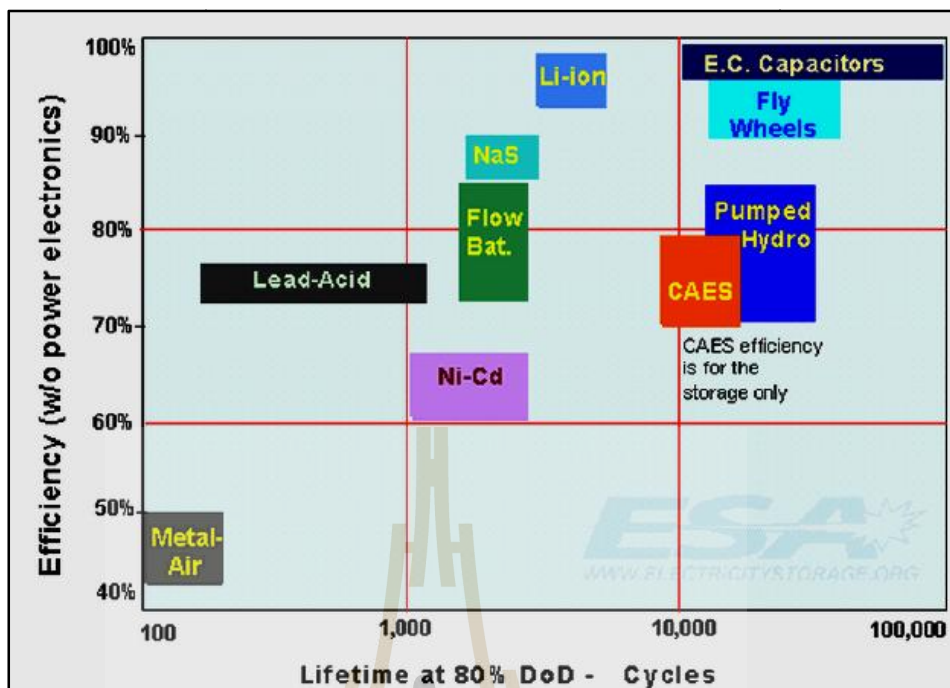 100%
90%
80%
70%
60%
50%
40%
Efficiency (w/o power electronics)
Li-ion
E.C. Capacitors
Fly
Wheels
NaS
Flow
Bat.
Pumped
Hydro
Lead-Acid
CAES
CAES efficiency
is for the
storage only
Ni-Cd
Metal-
Air
ESA
WWW.ELECTRICITYSTORAGE.ORG
100
1,000
10,000
100,000
Lifetime at 80% DoD - Cycles